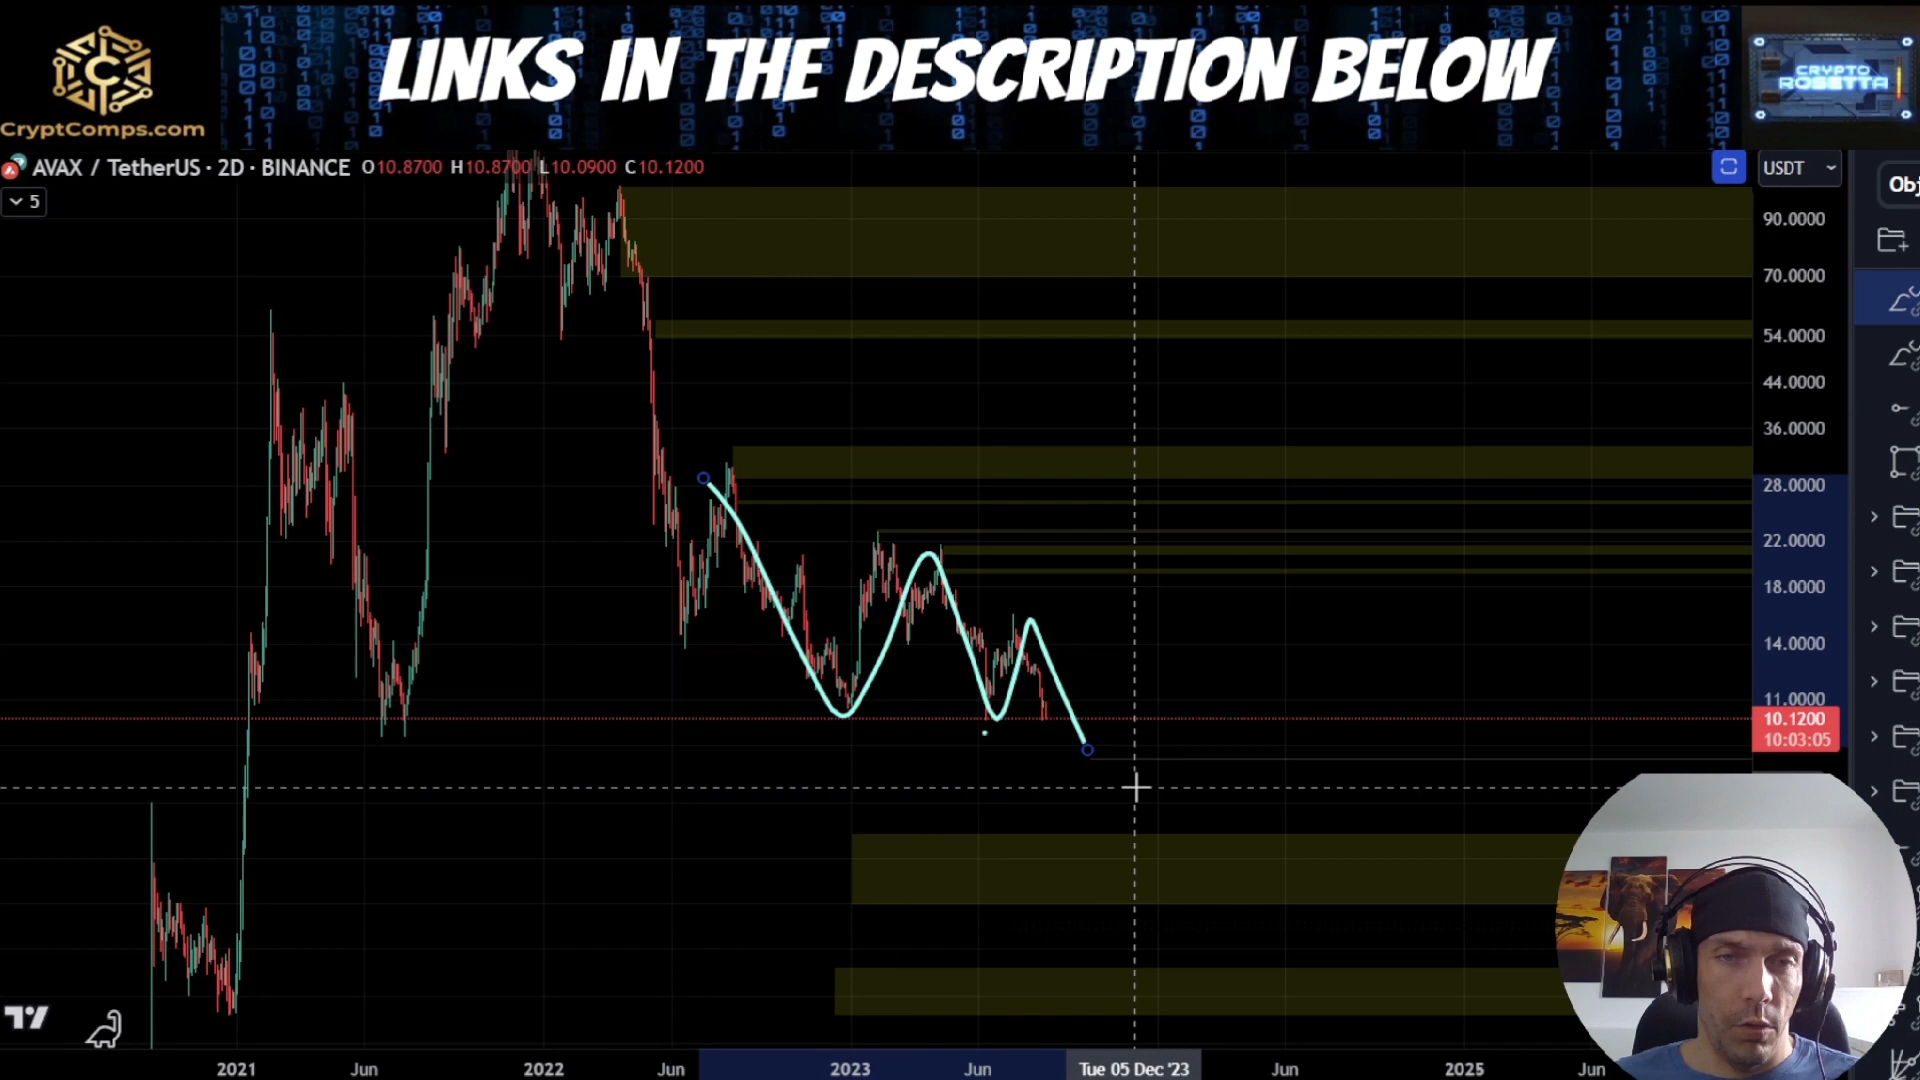 LINKS IN THE DESCRIPTION BELOW
CryptComps.com
CRYPTO
ROSETTA
AVAX / TetherUS · 2D · BINANCE O10.8700 H10.8700 L10.0900 C10.1200
USDT
Obj
5
90.0000
70.0000
54.0000
44.0000
36.0000
28.0000
22.0000
18.0000
14.0000
11.0000
10.1200
10:03:05
2021 Jun 2022 Jun 2023 Jun Tue 05 Dec '23 Jun 2025 Jun